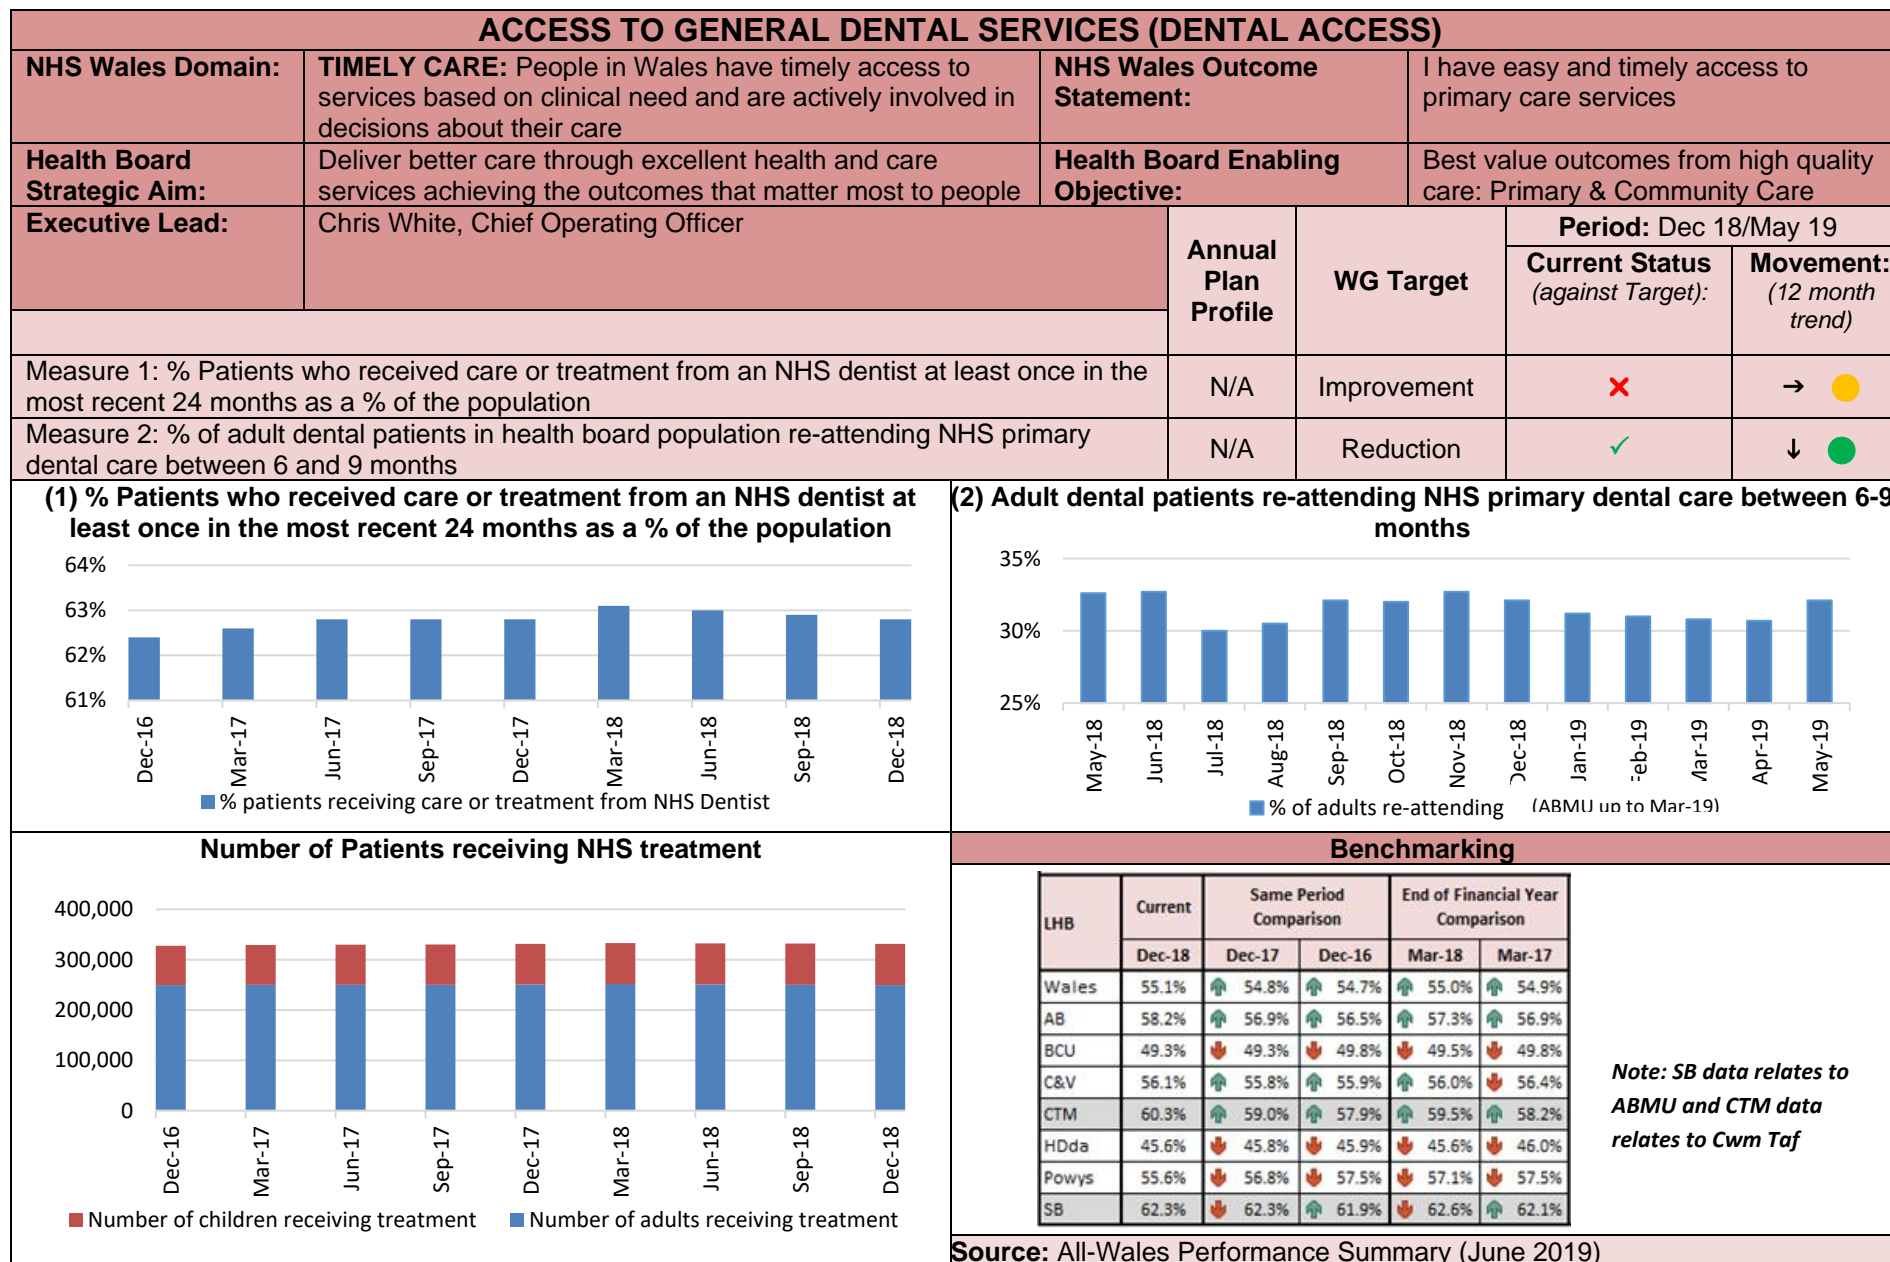 ACCESS TO GENERAL DENTAL SERVICES (DENTAL ACCESS)
NHS Wales Domain:
TIMELY CARE: People in Wales have timely access to
services based on clinical need and are actively involved in
decisions about their care
NHS Wales Outcome
Statement:
I have easy and timely access to
primary care services
Health Board
Strategic Aim:
Deliver better care through excellent health and care
services achieving the outcomes that matter most to people
Health Board Enabling
Objective:
Best value outcomes from high quality
care: Primary & Community Care
Executive Lead:
Chris White, Chief Operating Officer
Annual
Plan
Profile
WG Target
Period: Dec 18/May 19
Current Status
(against Target):
Movement:
(12 month
trend)
Measure 1: % Patients who received care or treatment from an NHS dentist at least once in the
most recent 24 months as a % of the population
N/A
Improvement
✗
→
Measure 2: % of adult dental patients in health board population re-attending NHS primary
dental care between 6 and 9 months
N/A
Reduction
✓
↓
(1) % Patients who received care or treatment from an NHS dentist at
least once in the most recent 24 months as a % of the population
64%
63%
62%
61%
Dec-16
Mar-17
Jun-17
Sep-17
Dec-17
Mar-18
Jun-18
Sep-18
Dec-18
% patients receiving care or treatment from NHS Dentist
(2) Adult dental patients re-attending NHS primary dental care between 6-9
months
35%
30%
25%
May-18
Jun-18
Jul-18
Aug-18
Sep-18
Oct-18
Nov-18
Dec-18
Jan-19
Feb-19
Mar-19
Apr-19
May-19
% of adults re-attending (ABMU up to Mar-19)
Number of Patients receiving NHS treatment
400,000
300,000
200,000
100,000
0
Dec-16
Mar-17
Jun-17
Sep-17
Dec-17
Mar-18
Jun-18
Sep-18
Dec-18
Number of children receiving treatment
Number of adults receiving treatment
Benchmarking
LHB
Current
Same Period
Comparison
End of Financial Year
Comparison
Dec-18 Dec-17 Dec-16 Mar-18 Mar-17
Wales 55.1% 54.8% 54.7% 55.0% 54.9%
AB 58.2% 56.9% 56.5% 57.3% 56.9%
BCU 49.3% 49.3% 49.8% 49.5% 49.8%
C&V 56.1% 55.8% 55.9% 56.0% 56.4%
CTM 60.3% 59.0% 57.9% 59.5% 58.2%
HDda 45.6% 45.8% 45.9% 45.6% 46.0%
Powys 55.6% 56.8% 57.5% 57.1% 57.5%
SB 62.3% 62.3% 61.9% 62.6% 62.1%
Note: SB data relates to
ABMU and CTM data
relates to Cwm Taf
Source: All-Wales Performance Summary (June 2019)